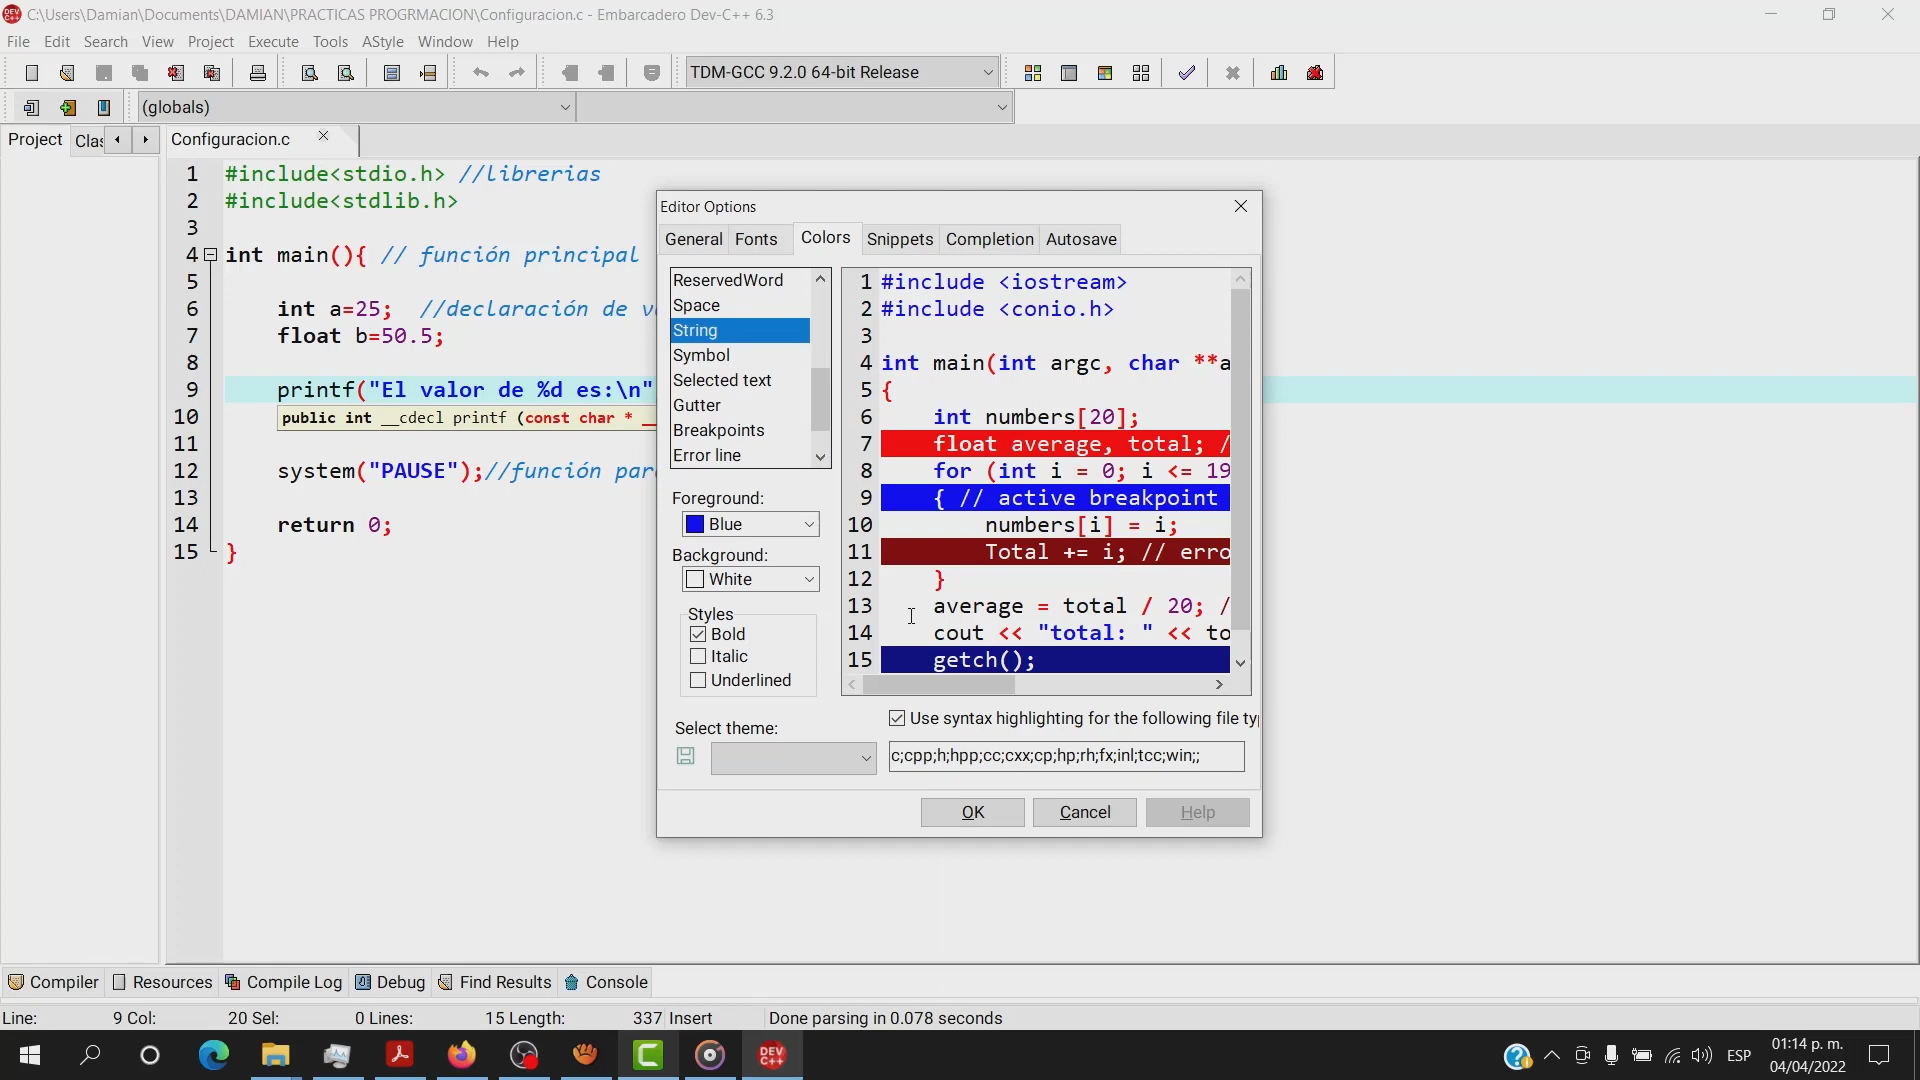 C:\Users\Damian\Documents\DAMIAN\PRACTICAS PROGRMACION\Configuracion.c - Embarcadero Dev-C++ 6.3
File Edit Search View Project Execute Tools AStyle Window Help
TDM-GCC 9.2.0 64-bit Release
(globals)
Project Clas Configuracion.c
1 #include<stdio.h> //librerias
2 #include<stdlib.h>
3
4 int main(){ // función principal
5
6 int a=25; //declaración de v
7 float b=50.5;
8
9 printf("El valor de %d es:\n"
10 public int __cdecl printf (const char * __
11
12 system("PAUSE");//función par
13
14 return 0;
15 }
Editor Options
General Fonts Colors Snippets Completion Autosave
ReservedWord
Space
String
Symbol
Selected text
Gutter
Breakpoints
Error line
Foreground:
Blue
Background:
White
Styles
Bold
Italic
Underlined
Select theme:
1 #include <iostream>
2 #include <conio.h>
3
4 int main(int argc, char **a
5 {
6 int numbers[20];
7 float average, total; /
8 for (int i = 0; i <= 19
9 { // active breakpoint
10 numbers[i] = i;
11 Total += i; // erro
12 }
13 average = total / 20; /
14 cout << "total: " << to
15 getch();
Use syntax highlighting for the following file ty
c;cpp;h;hpp;cc;cxx;cp;hp;rh;fx;inl;tcc;win;;
OK Cancel Help
Compiler Resources Compile Log Debug Find Results Console
Line: 9 Col: 20 Sel: 0 Lines: 15 Length: 337 Insert Done parsing in 0.078 seconds
DEV C++
ESP
01:14 p. m.
04/04/2022